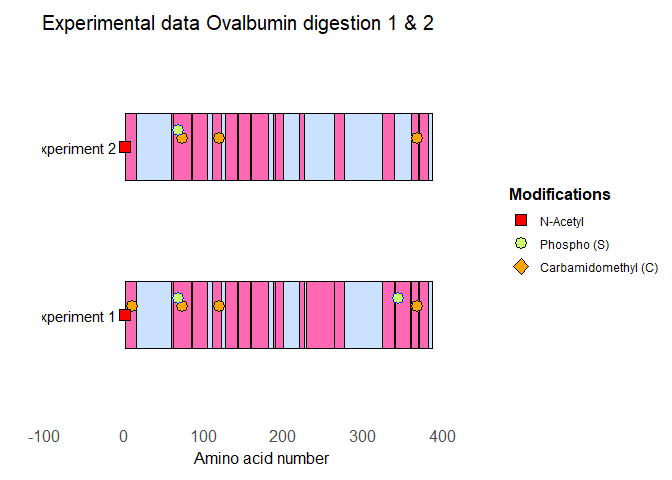 Experimental data Ovalbumin digestion 1 & 2
xperiment 2
xperiment 1
Modifications
N-Acetyl
Phospho (S)
Carbamidomethyl (C)
-100 0 100 200 300 400
Amino acid number